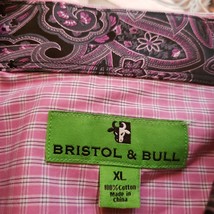 BRISTOL & BULL
XL
100% Cotton
Made in
China